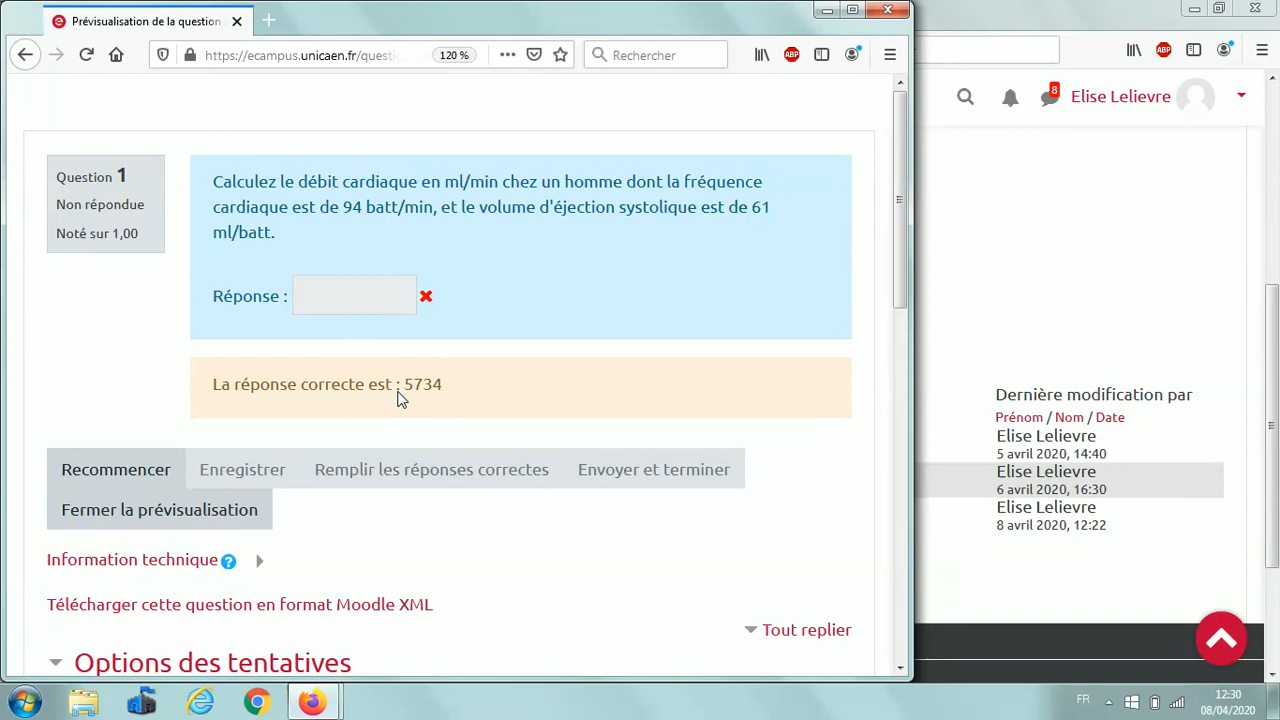 Prévisualisation de la question
https://ecampus.unicaen.fr/questi
120 %
Rechercher
ABP
ABP
8
Elise Lelievre
Question 1
Non répondue
Noté sur 1,00
Calculez le débit cardiaque en ml/min chez un homme dont la fréquence
cardiaque est de 94 batt/min, et le volume d'éjection systolique est de 61
ml/batt.
Réponse :
La réponse correcte est : 5734
Recommencer
Enregistrer
Remplir les réponses correctes
Envoyer et terminer
Fermer la prévisualisation
Information technique
Télécharger cette question en format Moodle XML
Tout replier
Options des tentatives
Dernière modification par
Prénom / Nom / Date
Elise Lelievre
5 avril 2020, 14:40
Elise Lelievre
6 avril 2020, 16:30
Elise Lelievre
8 avril 2020, 12:22
FR
12:30
08/04/2020